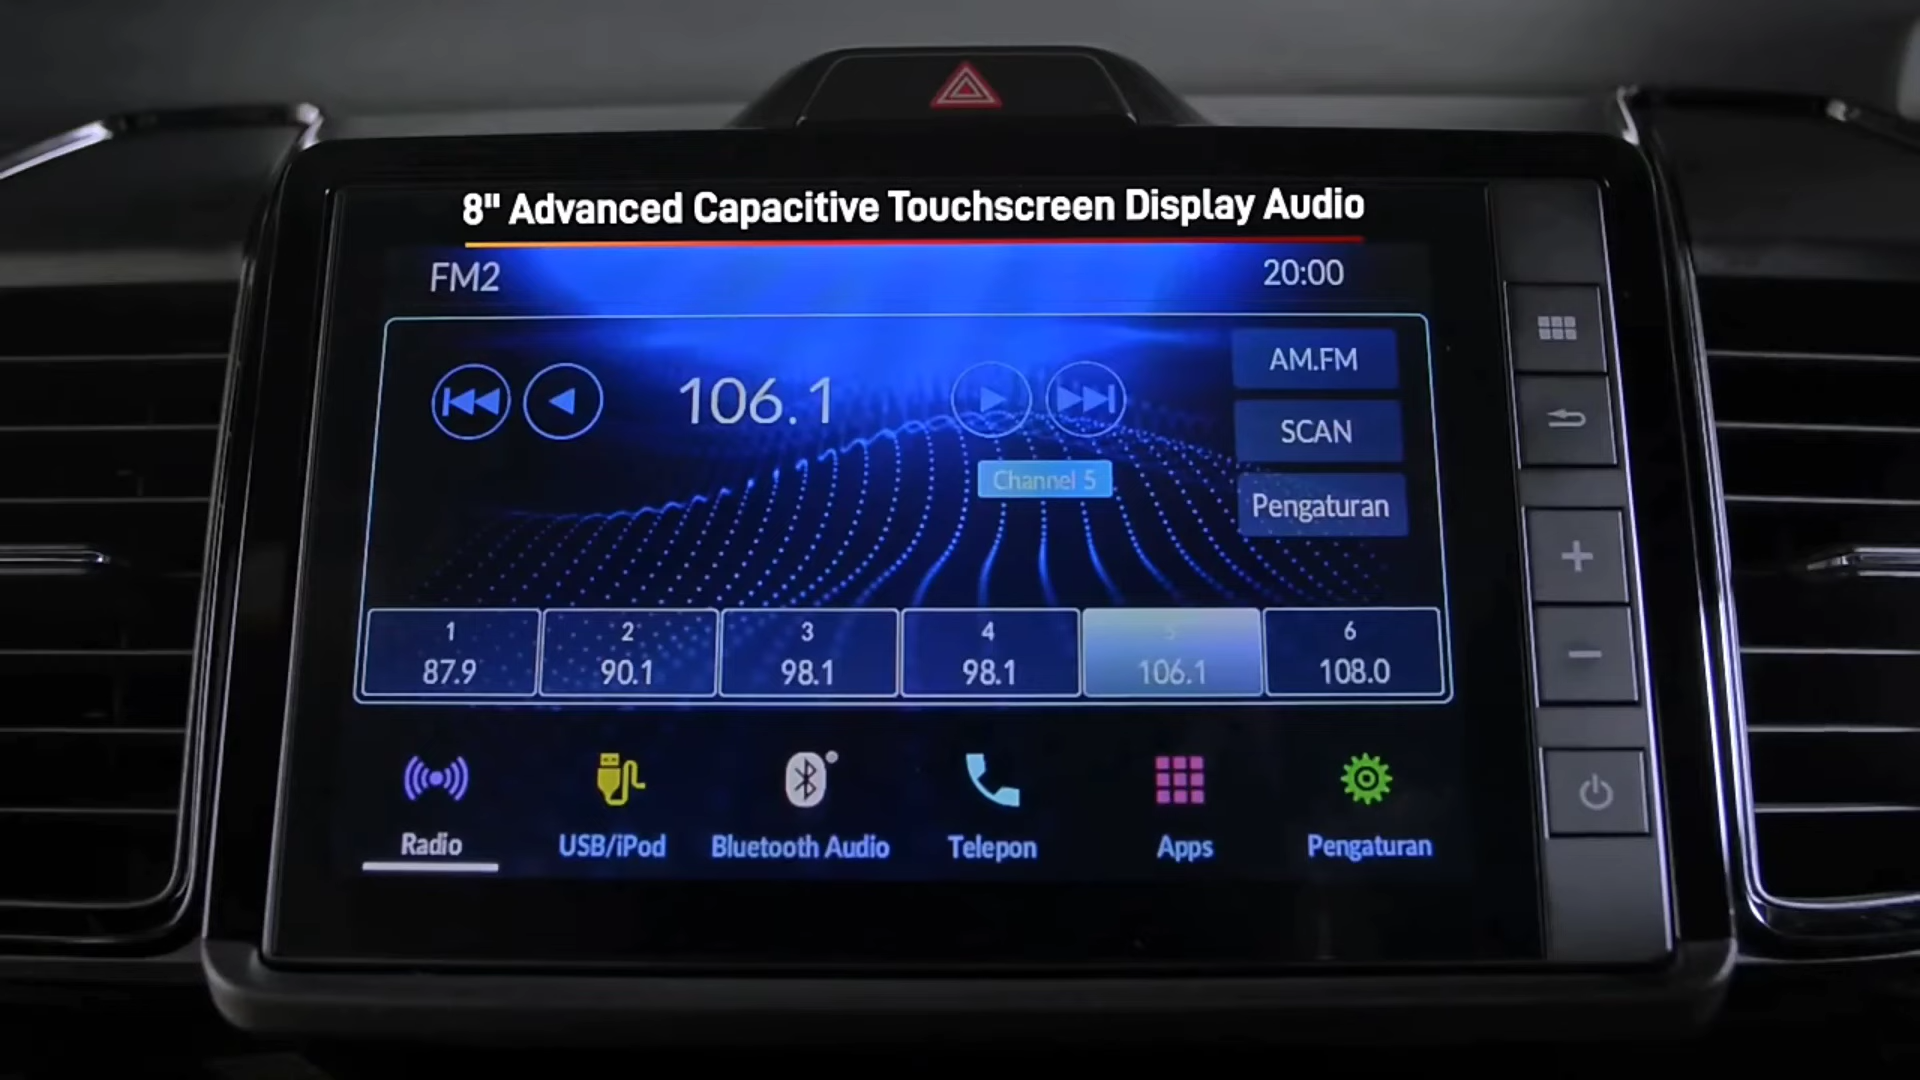 8" Advanced Capacitive Touchscreen Display Audio
FM2
20:00
106.1
AM.FM
SCAN
Channel 5
Pengaturan
1
87.9
2
90.1
3
98.1
4
98.1
5
106.1
6
108.0
Radio
USB/iPod
Bluetooth Audio
Telepon
Apps
Pengaturan